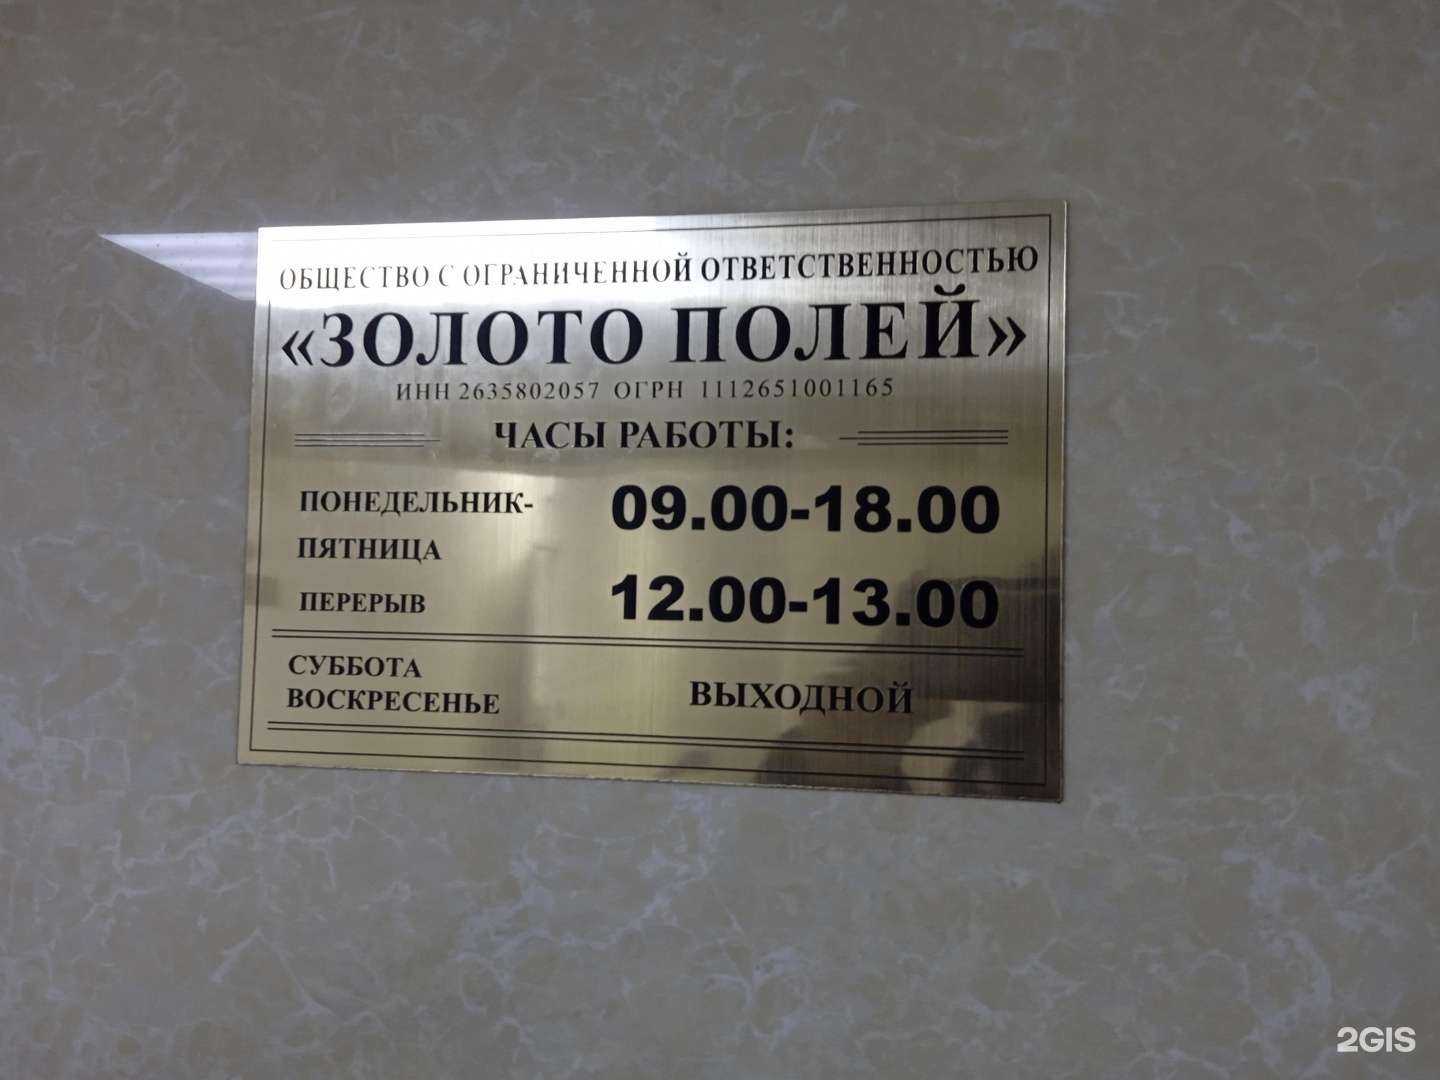 ОБЩЕСТВО С ОГРАНИЧЕННОЙ ОТВЕТСТВЕННОСТЬЮ
«ЗОЛОТО ПОЛЕЙ»
ИНН 2635802057 ОГРН 1112651001165
ЧАСЫ РАБОТЫ:
ПОНЕДЕЛЬНИК- 09.00-18.00
ПЯТНИЦА
ПЕРЕРЫВ 12.00-13.00
СУББОТА
ВОСКРЕСЕНЬЕ ВЫХОДНОЙ
2GIS